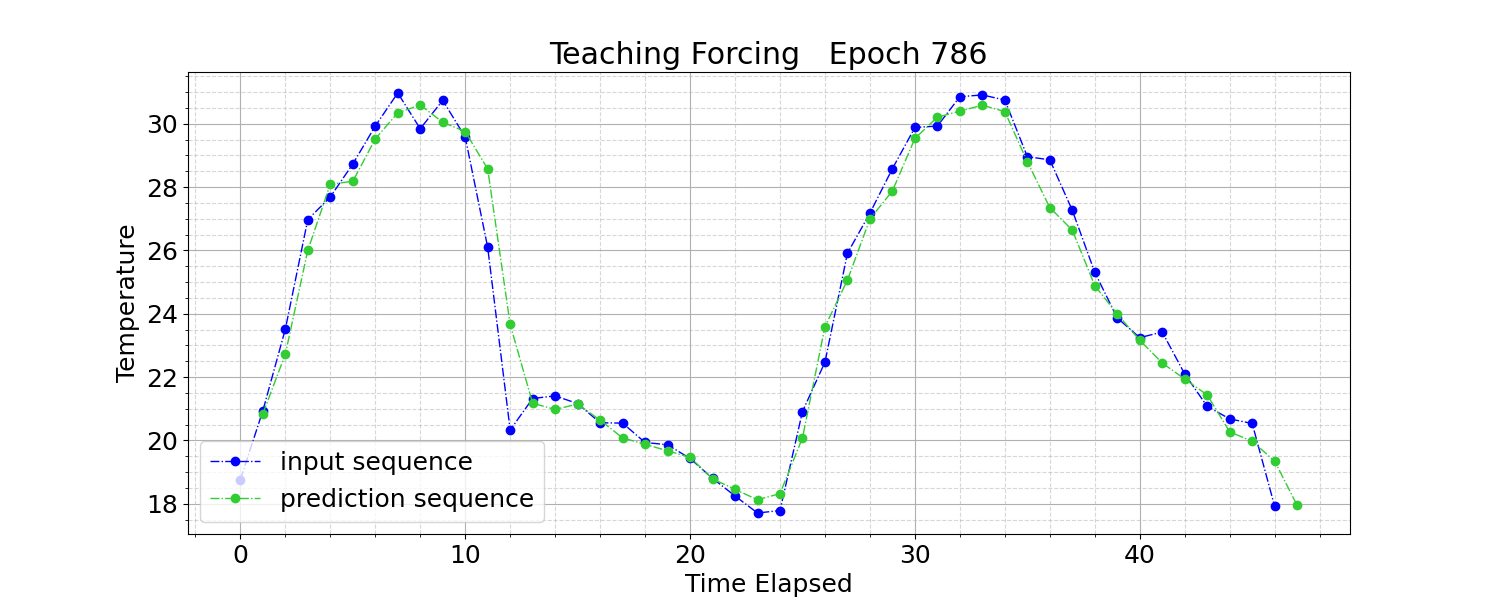 Teaching Forcing   Epoch 786
Temperature
30
28
26
24
22
20
18
input sequence
prediction sequence
0 10 20 30 40
Time Elapsed